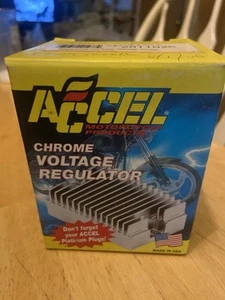 ACCEL
MOTORCYCLE
PRODUCTS
CHROME
VOLTAGE
REGULATOR
Don't forget
your ACCEL
Platinum Plugs!
MADE IN USA